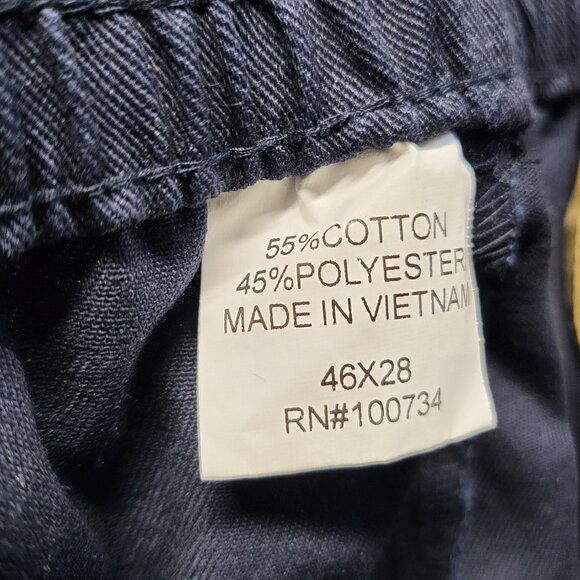 55%COTTON
45%POLYESTER
MADE IN VIETNAM
46X28
RN#100734